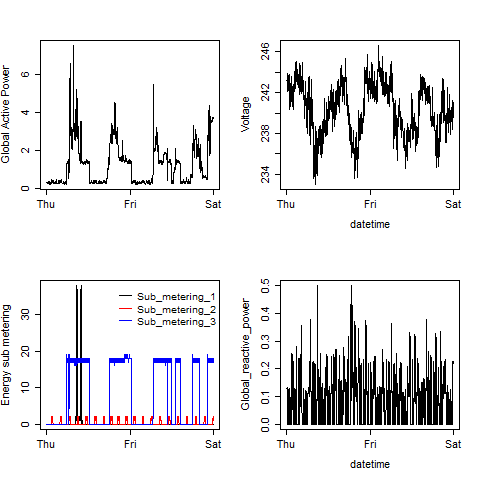 Global Active Power
6
4
2
0
Thu Fri Sat
Voltage
246
242
238
234
Thu Fri Sat
datetime
Energy sub metering
30
20
10
0
Sub_metering_1
Sub_metering_2
Sub_metering_3
Thu Fri Sat
Global_reactive_power
0.5
0.4
0.3
0.2
0.1
0.0
Thu Fri Sat
datetime